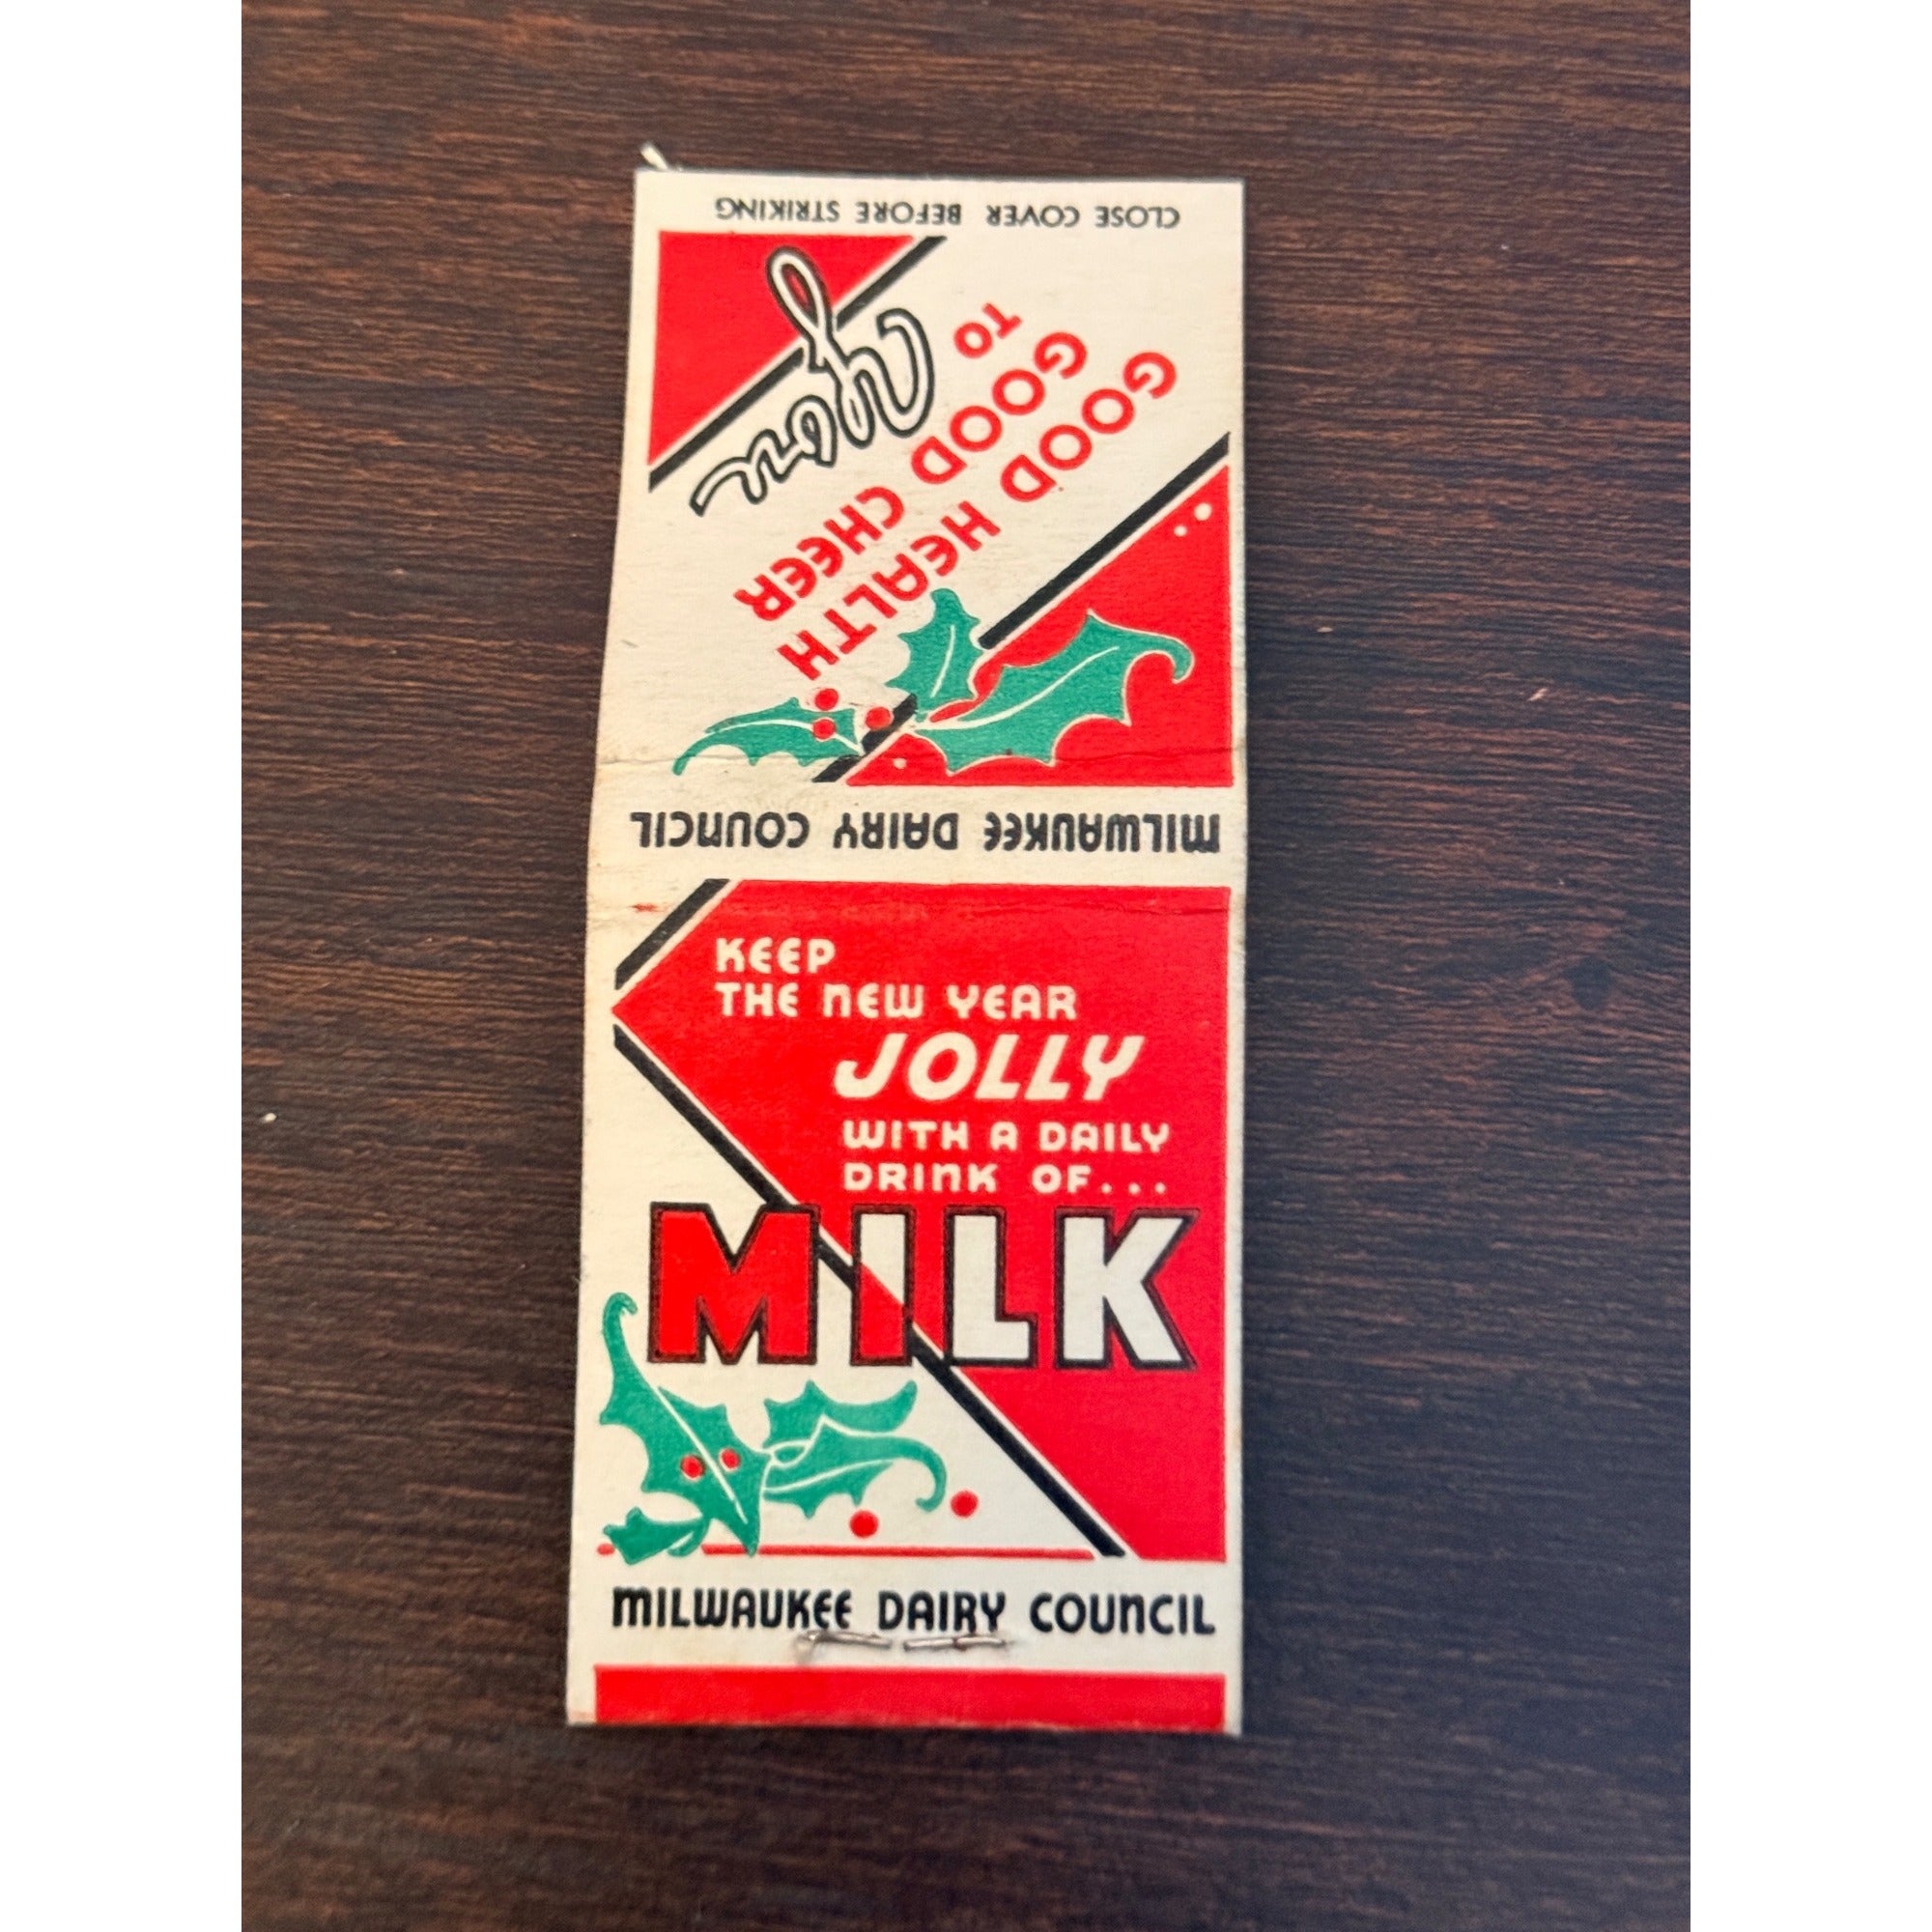 CLOSE COVER BEFORE STRIKING
GOOD HEALTH
GOOD CHEER
TO
You
MILWAUKEE DAIRY COUNCIL
KEEP
THE NEW YEAR
JOLLY
WITH A DAILY
DRINK OF...
MILK
MILWAUKEE DAIRY COUNCIL